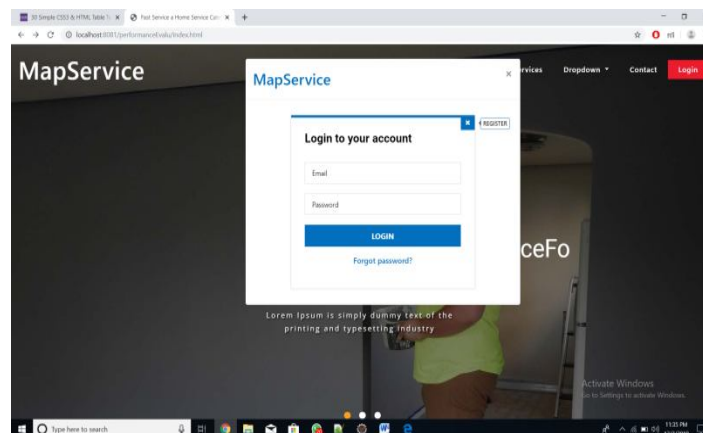 30 Simple CSS3 & HTML Table T
Fast Service a Home Service Cat
localhost:8081/performanceEvalu/index.html
MapService
MapService
×
rvices
Dropdown
Contact
Login
REGISTER
Login to your account
Email
Password
LOGIN
Forgot password?
ceFo
Lorem Ipsum is simply dummy text of the
printing and typesetting industry
Activate Windows
Go to Settings to activate Windows.
Type here to search
11:35 PM